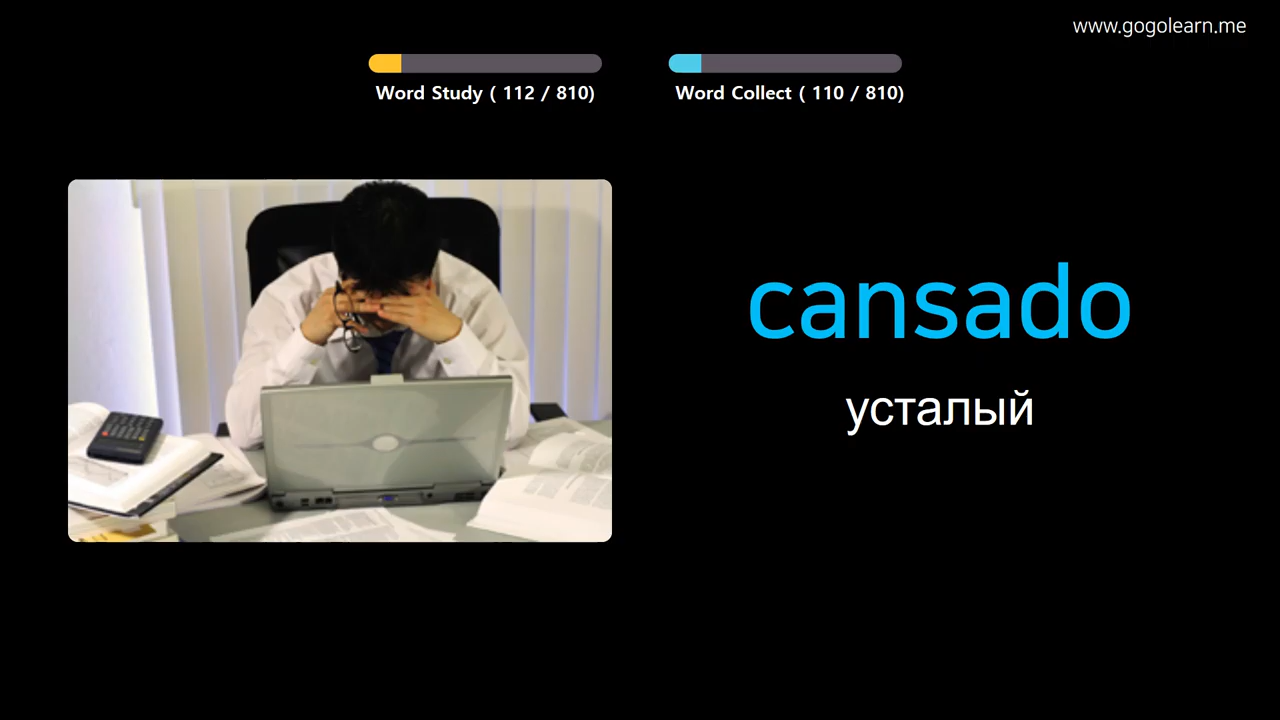 www.gogolearn.me
Word Study ( 112 / 810)
Word Collect ( 110 / 810)
cansado
усталый